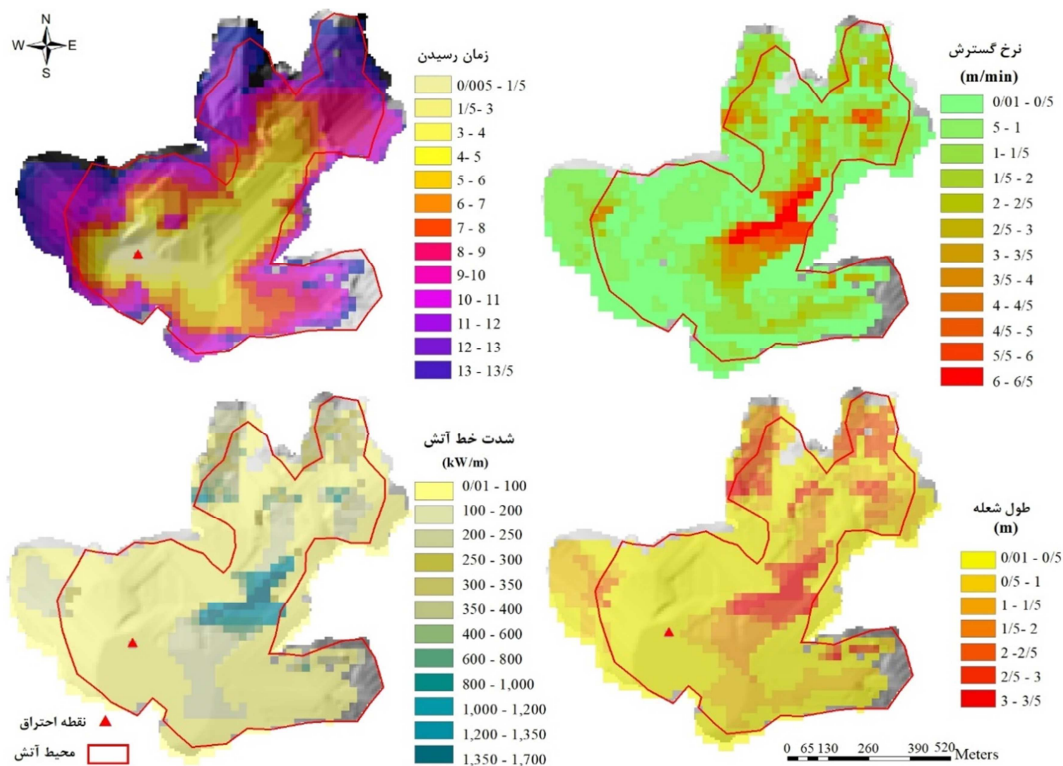 N
W E
S
زمان رسیدن
0/005 - 1/5
1/5- 3
3 - 4
4- 5
5 - 6
6 - 7
7 - 8
8 - 9
9-10
10 - 11
11 - 12
12 - 13
13 - 13/5
نرخ گسترش
(m/min)
0/01 - 0/5
5 - 1
1- 1/5
1/5 - 2
2 - 2/5
2/5 - 3
3 - 3/5
3/5 - 4
4 - 4/5
4/5 - 5
5/5 - 6
6 - 6/5
شدت خط آتش
(kW/m)
0/01 - 100
100 - 200
200 - 250
250 - 300
300 - 350
350 - 400
400 - 600
600 - 800
800 - 1,000
1,000 - 1,200
1,200 - 1,350
1,350 - 1,700
نقطه احتراق
محیط آتش
طول شعله
(m)
0/01 - 0/5
0/5 - 1
1 - 1/5
1/5- 2
2 -2/5
2/5 - 3
3 - 3/5
0 65 130 260 390 520 Meters